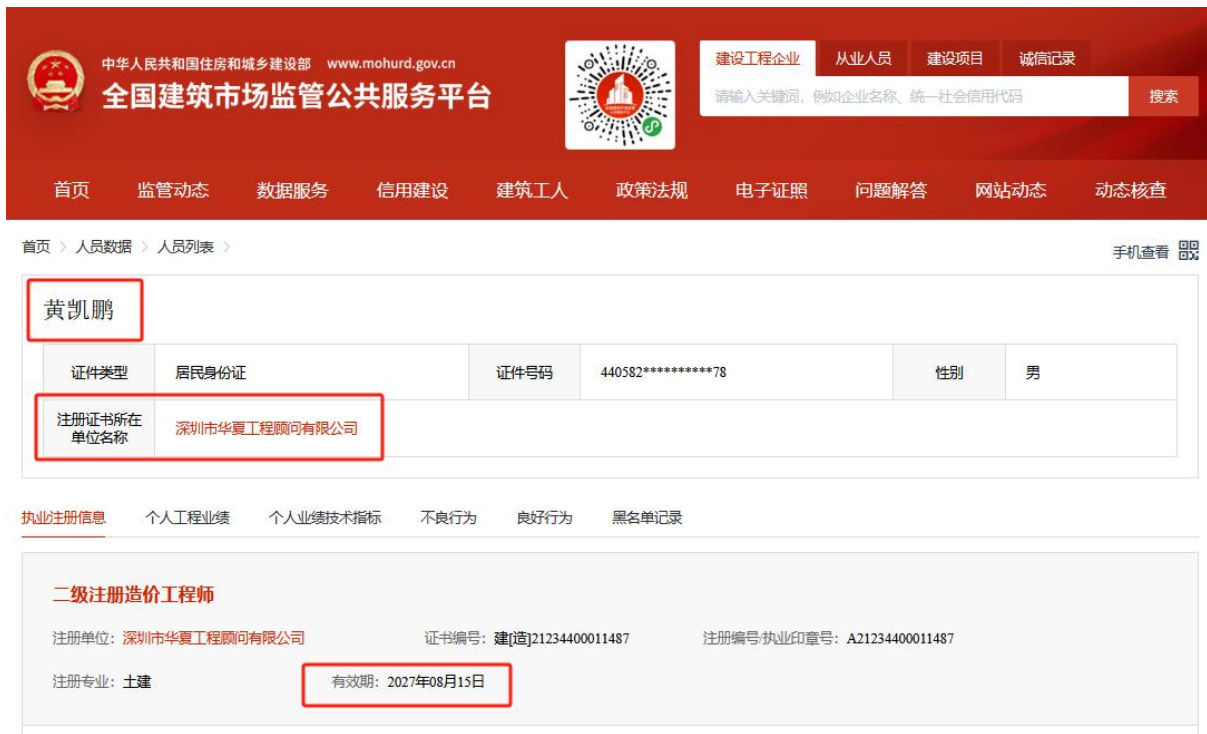 中华人民共和国住房和城乡建设部 www.mohurd.gov.cn
全国建筑市场监管公共服务平台
建设工程企业 从业人员 建设项目 诚信记录
请输入关键词，例如企业名称、统一社会信用代码 搜索
首页 监管动态 数据服务 信用建设 建筑工人 政策法规 电子证照 问题解答 网站动态 动态核查
首页 > 人员数据 > 人员列表 >
手机查看
黄凯鹏
证件类型 居民身份证 证件号码 440582**********78 性别 男
注册证书所在
单位名称
深圳市华夏工程顾问有限公司
执业注册信息 个人工程业绩 个人业绩技术指标 不良行为 良好行为 黑名单记录
二级注册造价工程师
注册单位：深圳市华夏工程顾问有限公司 证书编号：建[造]21234400011487 注册编号/执业印章号：A21234400011487
注册专业：土建 有效期：2027年08月15日